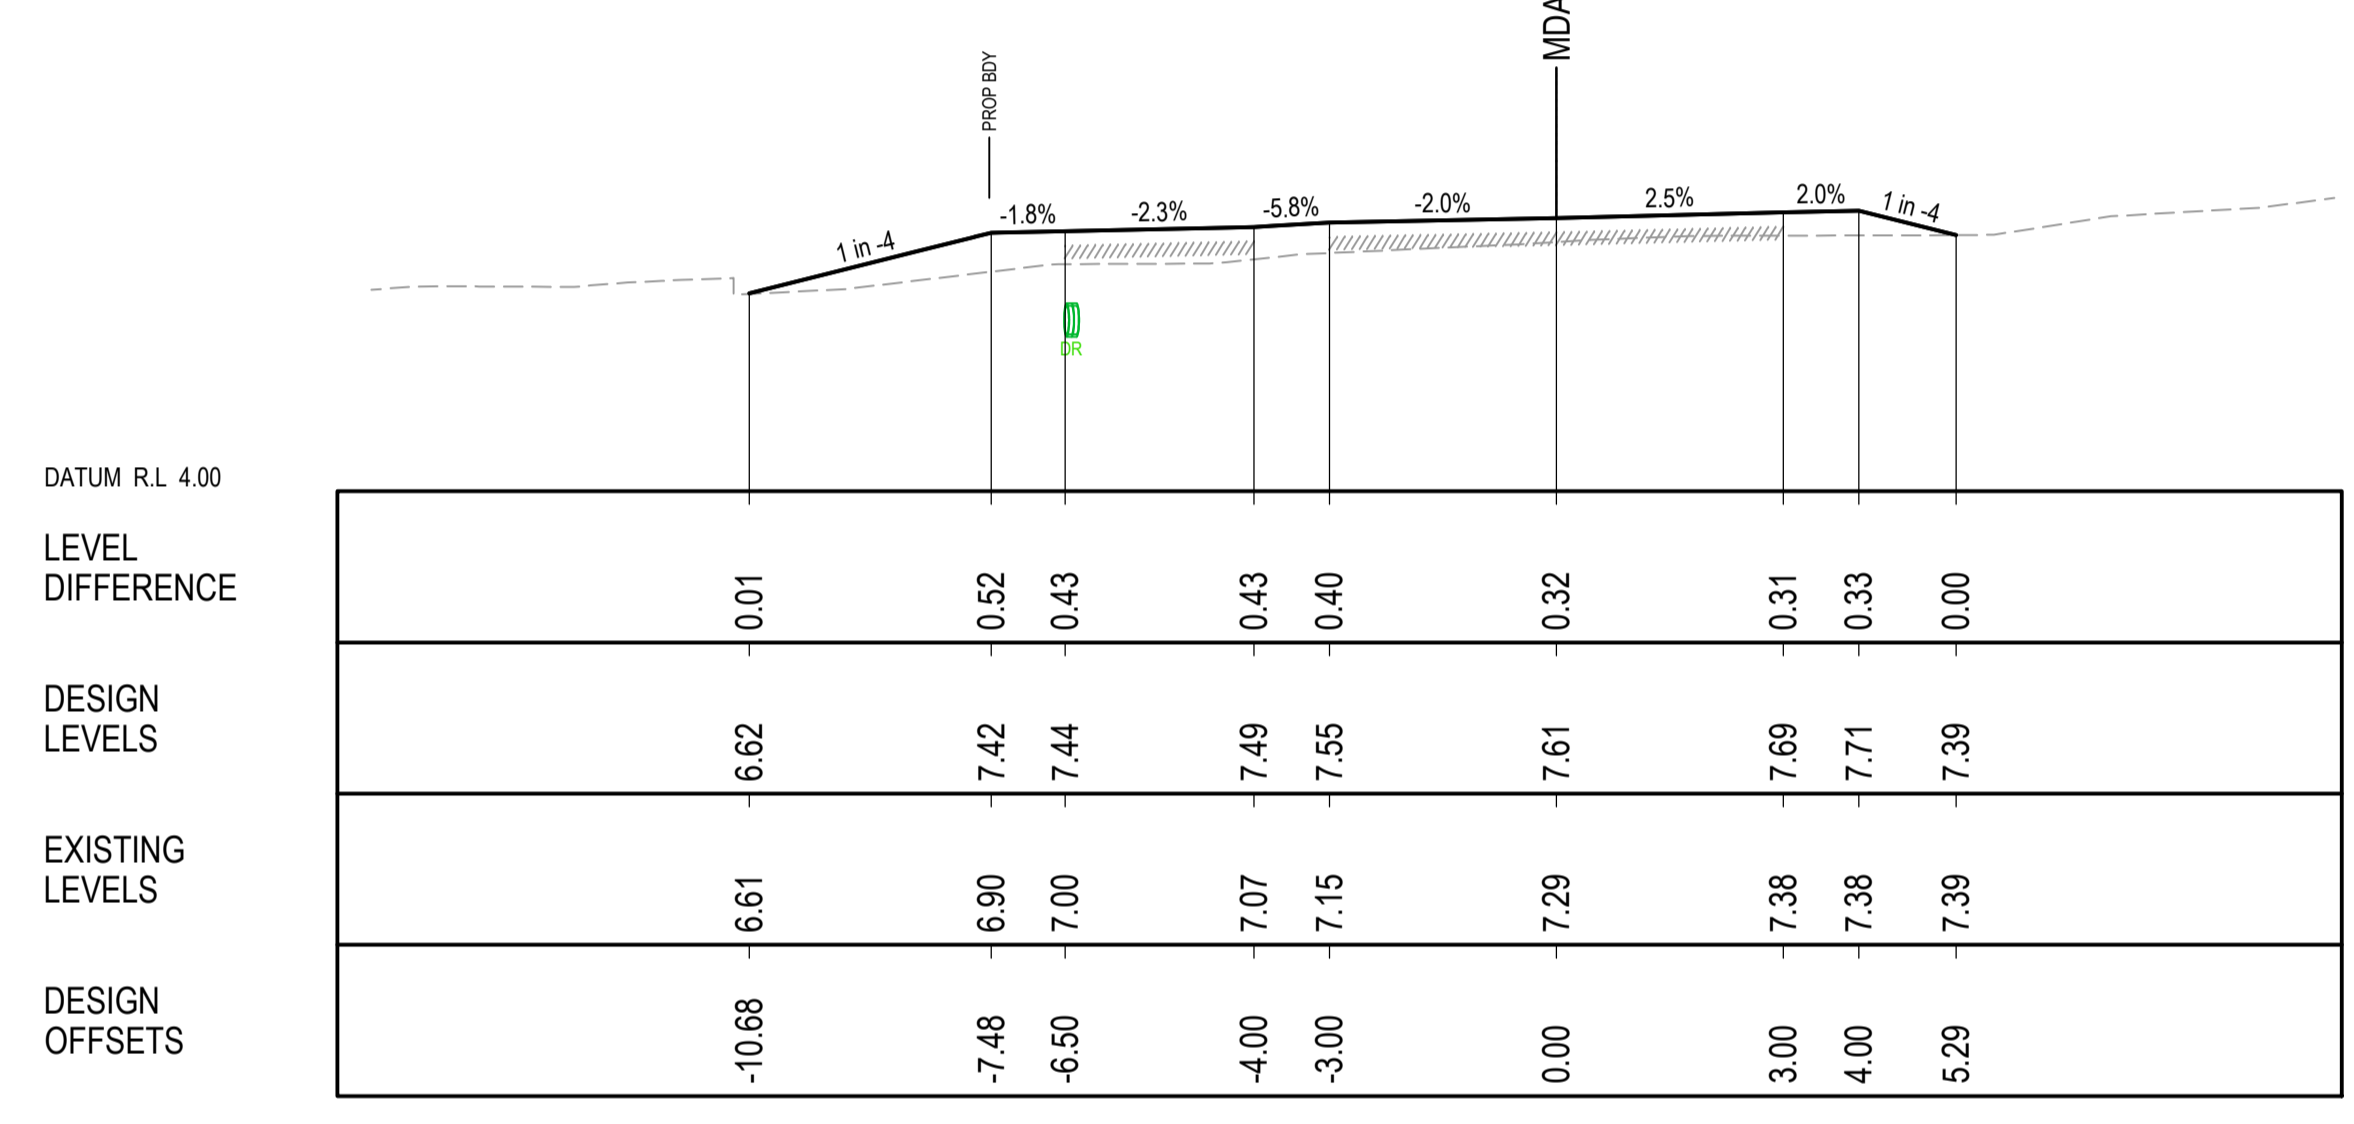 MDA
PROP BDY
1 in -4
-1.8%
-2.3%
-5.8%
-2.0%
2.5%
2.0%
1 in -4
DR
DATUM R.L 4.00
LEVEL
DIFFERENCE
0.01 0.52 0.43 0.43 0.40 0.32 0.31 0.33 0.00
DESIGN
LEVELS
6.62 7.42 7.44 7.49 7.55 7.61 7.69 7.71 7.39
EXISTING
LEVELS
6.61 6.90 7.00 7.07 7.15 7.29 7.38 7.38 7.39
DESIGN
OFFSETS
-10.68 -7.48 -6.50 -4.00 -3.00 0.00 3.00 4.00 5.29